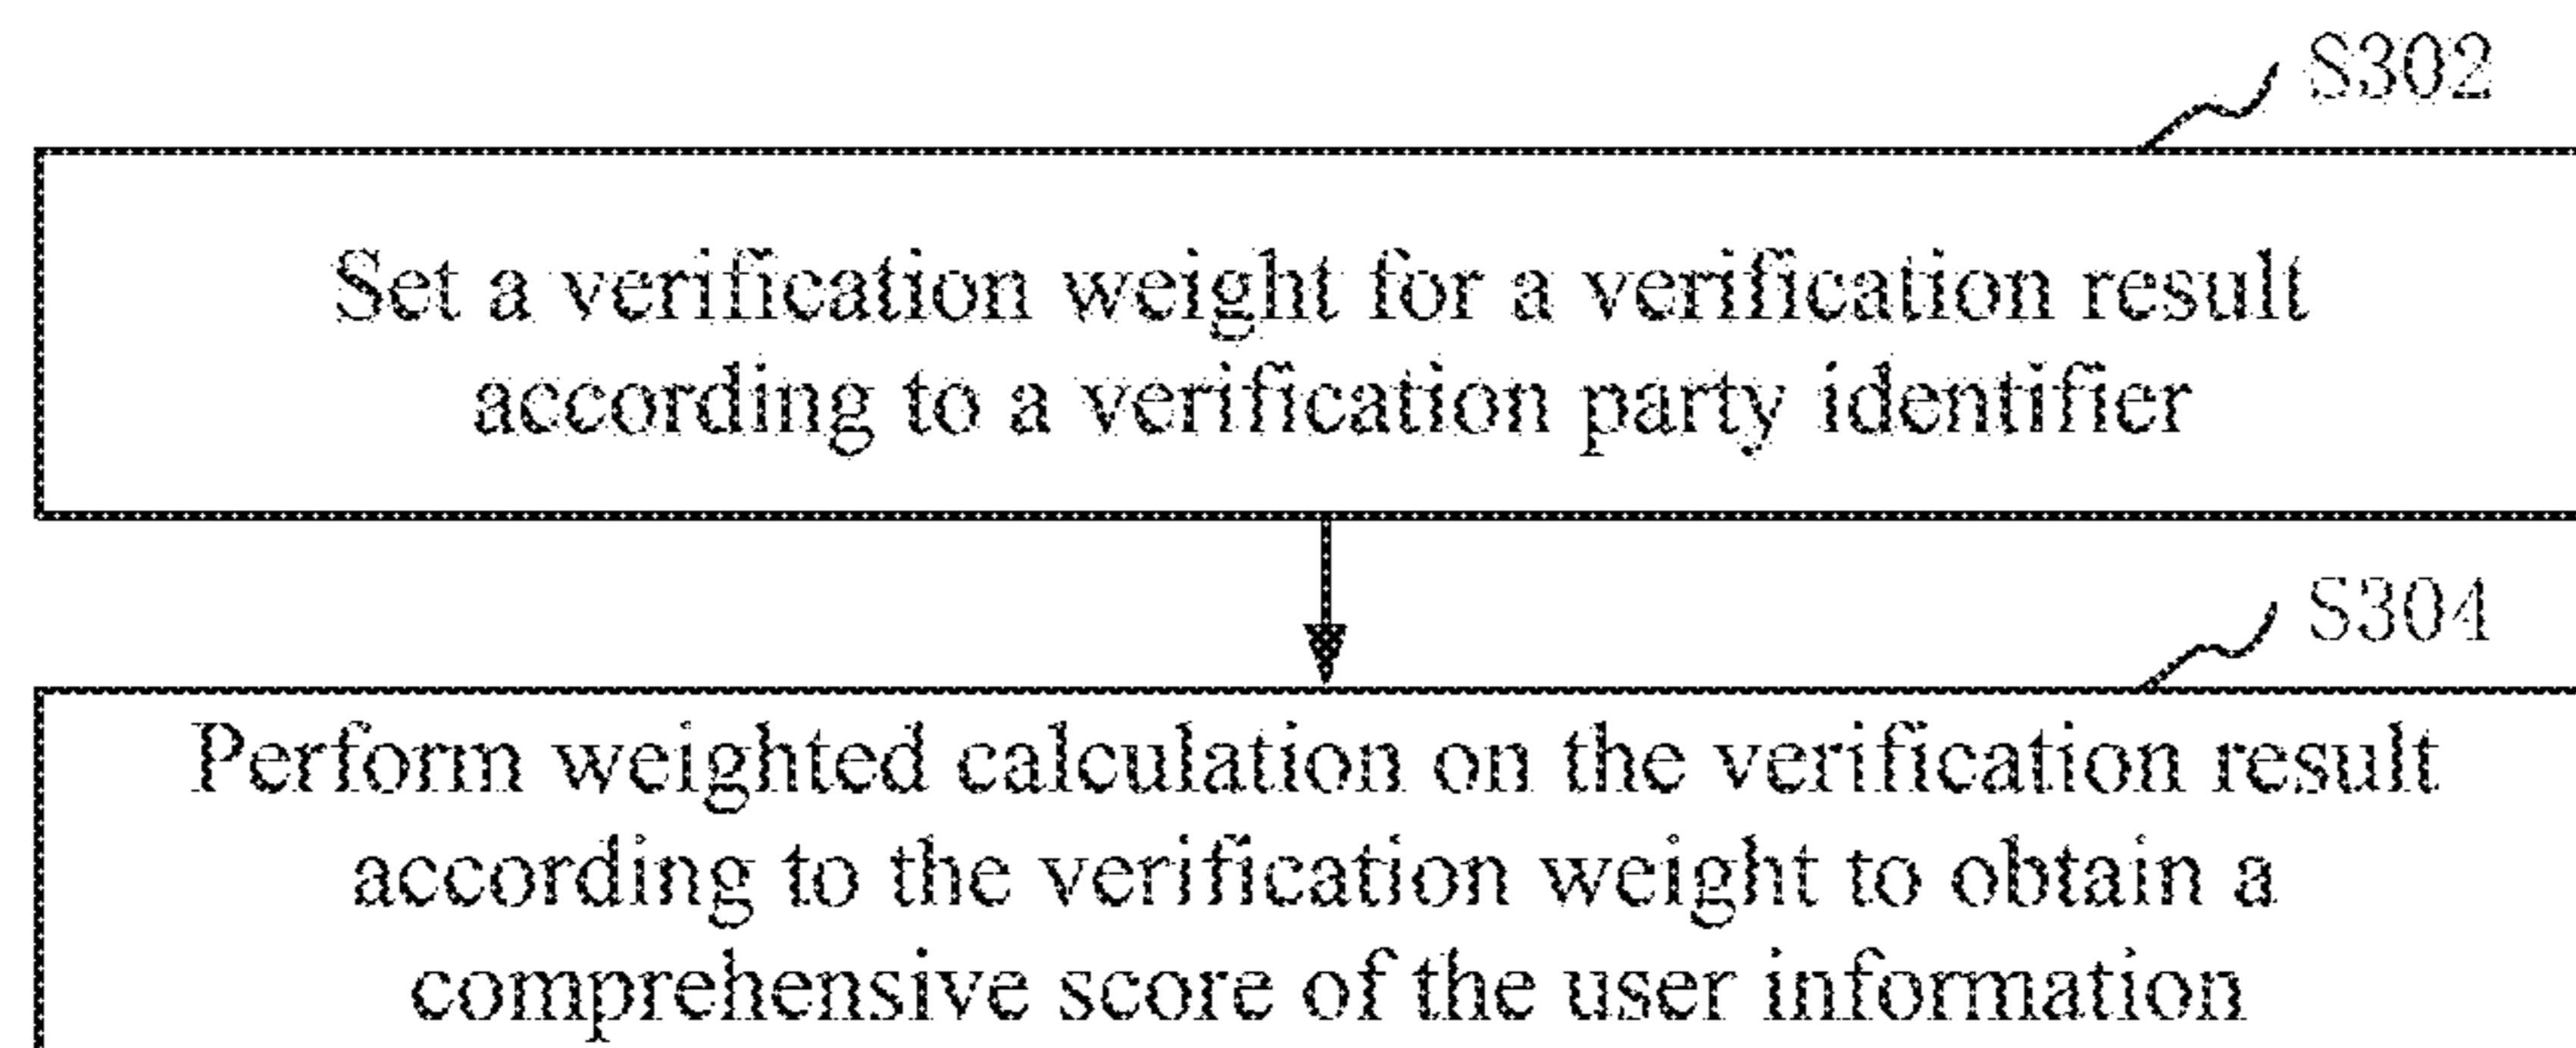 S302
Set a verification weight for a verification result
according to a verification party identifier
S304
Perform weighted calculation on the verification result
according to the verification weight to obtain a
comprehensive score of the user information